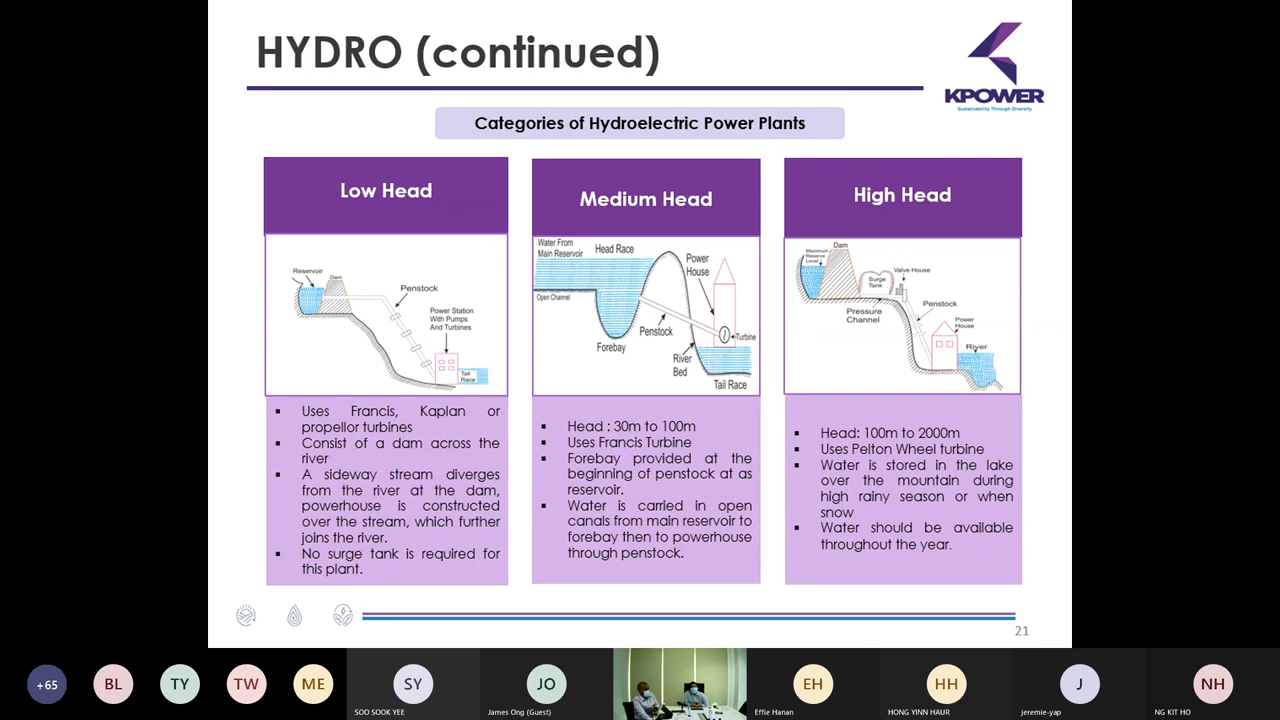 HYDRO (continued)
KPOWER
Sustainability Through Diversity
Categories of Hydroelectric Power Plants
Low Head
Reservoir
Dam
Penstock
Power Station
With Pumps
And Turbines
Tail
Race
▪ Uses Francis, Kaplan or
propellor turbines
▪ Consist of a dam across the
river
▪ A sideway stream diverges
from the river at the dam,
powerhouse is constructed
over the stream, which further
joins the river.
▪ No surge tank is required for
this plant.
Medium Head
Water From
Main Reservoir
Head Race
Power
House
Open Channel
Penstock
Turbine
Forebay
River
Bed
Tail Race
▪ Head : 30m to 100m
▪ Uses Francis Turbine
▪ Forebay provided at the
beginning of penstock at as
reservoir.
▪ Water is carried in open
canals from main reservoir to
forebay then to powerhouse
through penstock.
High Head
Dam
Maximum
Reserve
Level
Surge
Tank
Valve House
Penstock
Pressure
Channel
Power
House
River
▪ Head: 100m to 2000m
▪ Uses Pelton Wheel turbine
▪ Water is stored in the lake
over the mountain during
high rainy season or when
snow
▪ Water should be available
throughout the year.
21
+65
BL
TY
TW
ME
SY
SOO SOOK YEE
JO
James Ong (Guest)
EH
Effie Hanan
HH
HONG YINN HAUR
J
jeremie-yap
NH
NG KIT HO